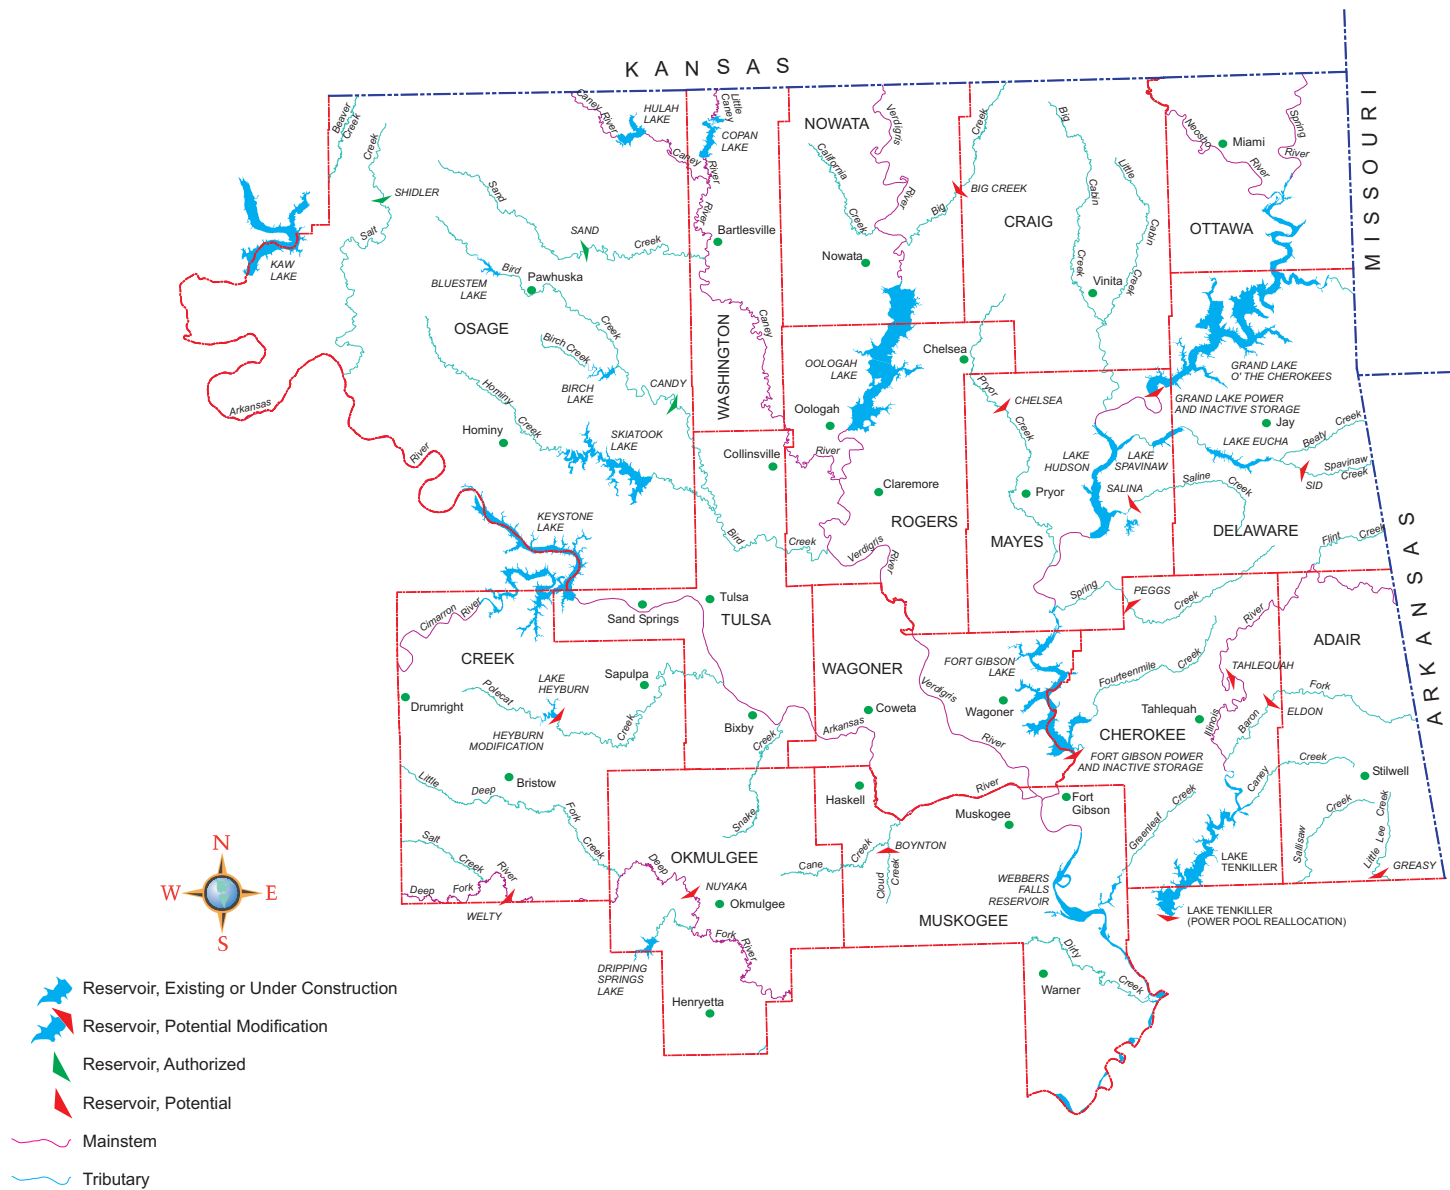 KANSAS
MISSOURI
ARKANSAS
Beaver
Creek
Creek
SHIDLER
Salt
KAW
LAKE
Arkansas
River
Caney
River
HULAH
LAKE
Caney
Little
Caney
River
COPAN
LAKE
River
Bartlesville
Sand
SAND
Creek
BLUESTEM
LAKE
Bird
Pawhuska
Creek
OSAGE
Birch Creek
BIRCH
LAKE
CANDY
Hominy
Creek
Hominy
SKIATOOK
LAKE
WASHINGTON
Caney
NOWATA
Verdigris
River
California
Creek
Nowata
Big
Creek
BIG CREEK
CRAIG
Big
Cabin
Creek
Little
Cabin
Creek
Vinita
Neosho
River
Miami
Spring
River
OTTAWA
OOLOGAH
LAKE
Oologah
Chelsea
Pryor
Creek
CHELSEA
GRAND LAKE
O' THE CHEROKEES
GRAND LAKE POWER
AND INACTIVE STORAGE
Jay
LAKE EUCHA
Beaty
Creek
Spavinaw
Creek
SID
LAKE
HUDSON
LAKE
SPAVINAW
SALINA
Saline
Creek
DELAWARE
Flint
Creek
Collinsville
River
Claremore
ROGERS
Pryor
MAYES
Bird
Creek
Verdigris
River
KEYSTONE
LAKE
Cimarron
River
Sand Springs
Tulsa
TULSA
CREEK
LAKE
HEYBURN
Polecat
Sapulpa
Drumright
HEYBURN
MODIFICATION
Creek
Bixby
Creek
Snake
Bristow
Little
Deep
Fork
Creek
Salt
Creek
River
Deep
Fork
WELTY
WAGONER
Coweta
Arkansas
Verdigris
River
FORT GIBSON
LAKE
Wagoner
Spring
PEGGS
Creek
Fourteenmile
Creek
River
TAHLEQUAH
ADAIR
Tahlequah
Illinois
Baron
Fork
ELDON
CHEROKEE
FORT GIBSON POWER
AND INACTIVE STORAGE
Caney
Creek
Stilwell
Haskell
River
Muskogee
Fort
Gibson
Greenleaf
Creek
Sallisaw
Creek
Little Lee Creek
GREASY
OKMULGEE
Deep
NUYAKA
Okmulgee
Fork
River
DRIPPING
SPRINGS
LAKE
Henryetta
Cane
Creek
BOYNTON
Cloud
Creek
MUSKOGEE
WEBBERS
FALLS
RESERVOIR
LAKE
TENKILLER
LAKE TENKILLER
(POWER POOL REALLOCATION)
Dirty
Creek
Warner
N
W
E
S
Reservoir, Existing or Under Construction
Reservoir, Potential Modification
Reservoir, Authorized
Reservoir, Potential
Mainstem
Tributary